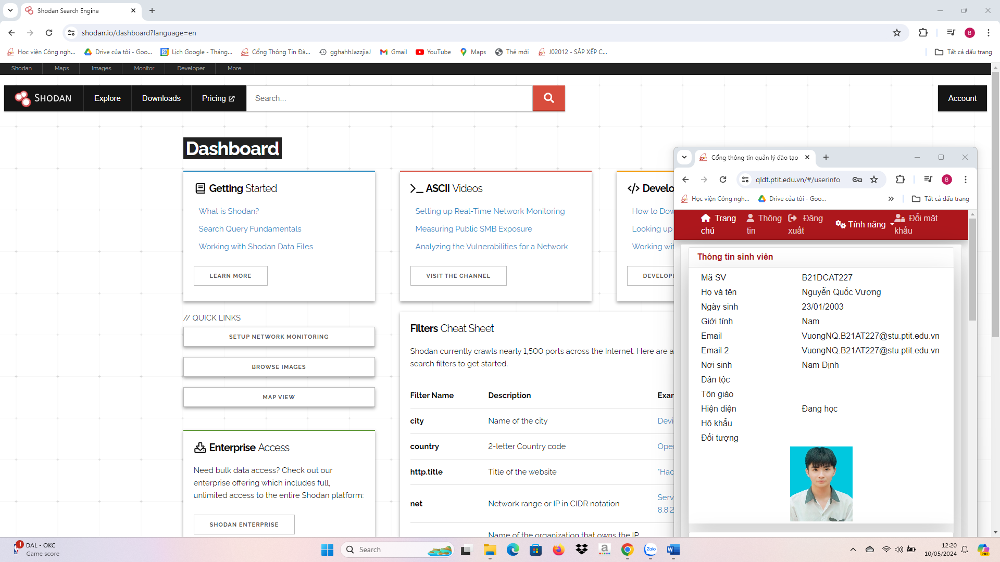 Shodan Search Engine
shodan.io/dashboard?language=en
B
Học viện Công ngh...
Drive của tôi - Goo...
28
Lịch Google - Tháng...
Cổng Thông Tin Đà...
gghạhhJazzjiaJ
Gmail
YouTube
Maps
Thẻ mới
J02012 - SẮP XẾP C...
Tất cả dấu trang
Shodan
Maps
Images
Monitor
Developer
More...
SHODAN
Explore
Downloads
Pricing
Search...
Account
Dashboard
Getting Started
What is Shodan?
Search Query Fundamentals
Working with Shodan Data Files
LEARN MORE
ASCII Videos
Setting up Real-Time Network Monitoring
Measuring Public SMB Exposure
Analyzing the Vulnerabilities for a Network
VISIT THE CHANNEL
Develo
How to Dov
Looking up
Working wit
DEVELOPI
// QUICK LINKS
SETUP NETWORK MONITORING
BROWSE IMAGES
MAP VIEW
Enterprise Access
Need bulk data access? Check out our
enterprise offering which includes full,
unlimited access to the entire Shodan platform:
SHODAN ENTERPRISE
Filters Cheat Sheet
Shodan currently crawls nearly 1,500 ports across the Internet. Here are a
search filters to get started.
Filter Name Description Exar
city Name of the city Devi
country 2-letter Country code Oper
http.title Title of the website "Hac
net Network range or IP in CIDR notation Serv
8.8.2
Name of the organization that owns the IP
Cổng thông tin quản lý đào tạo
qldt.ptit.edu.vn/#/userinfo
B
Học viện Công ngh...
Drive của tôi - Goo...
Tất cả dấu trang
Trang chủ
Thông tin
Đăng xuất
Tính năng
Đổi mật khẩu
Thông tin sinh viên
Mã SV B21DCAT227
Họ và tên Nguyễn Quốc Vượng
Ngày sinh 23/01/2003
Giới tính Nam
Email VuongNQ.B21AT227@stu.ptit.edu.vn
Email 2 VuongNQ.B21AT227@stu.ptit.edu.vn
Nơi sinh Nam Định
Dân tộc
Tôn giáo
Hiện diện Đang học
Hộ khẩu
Đối tượng
1
DAL - OKC
Game score
Search
a
Zalo
W
12:20
10/05/2024
PRE